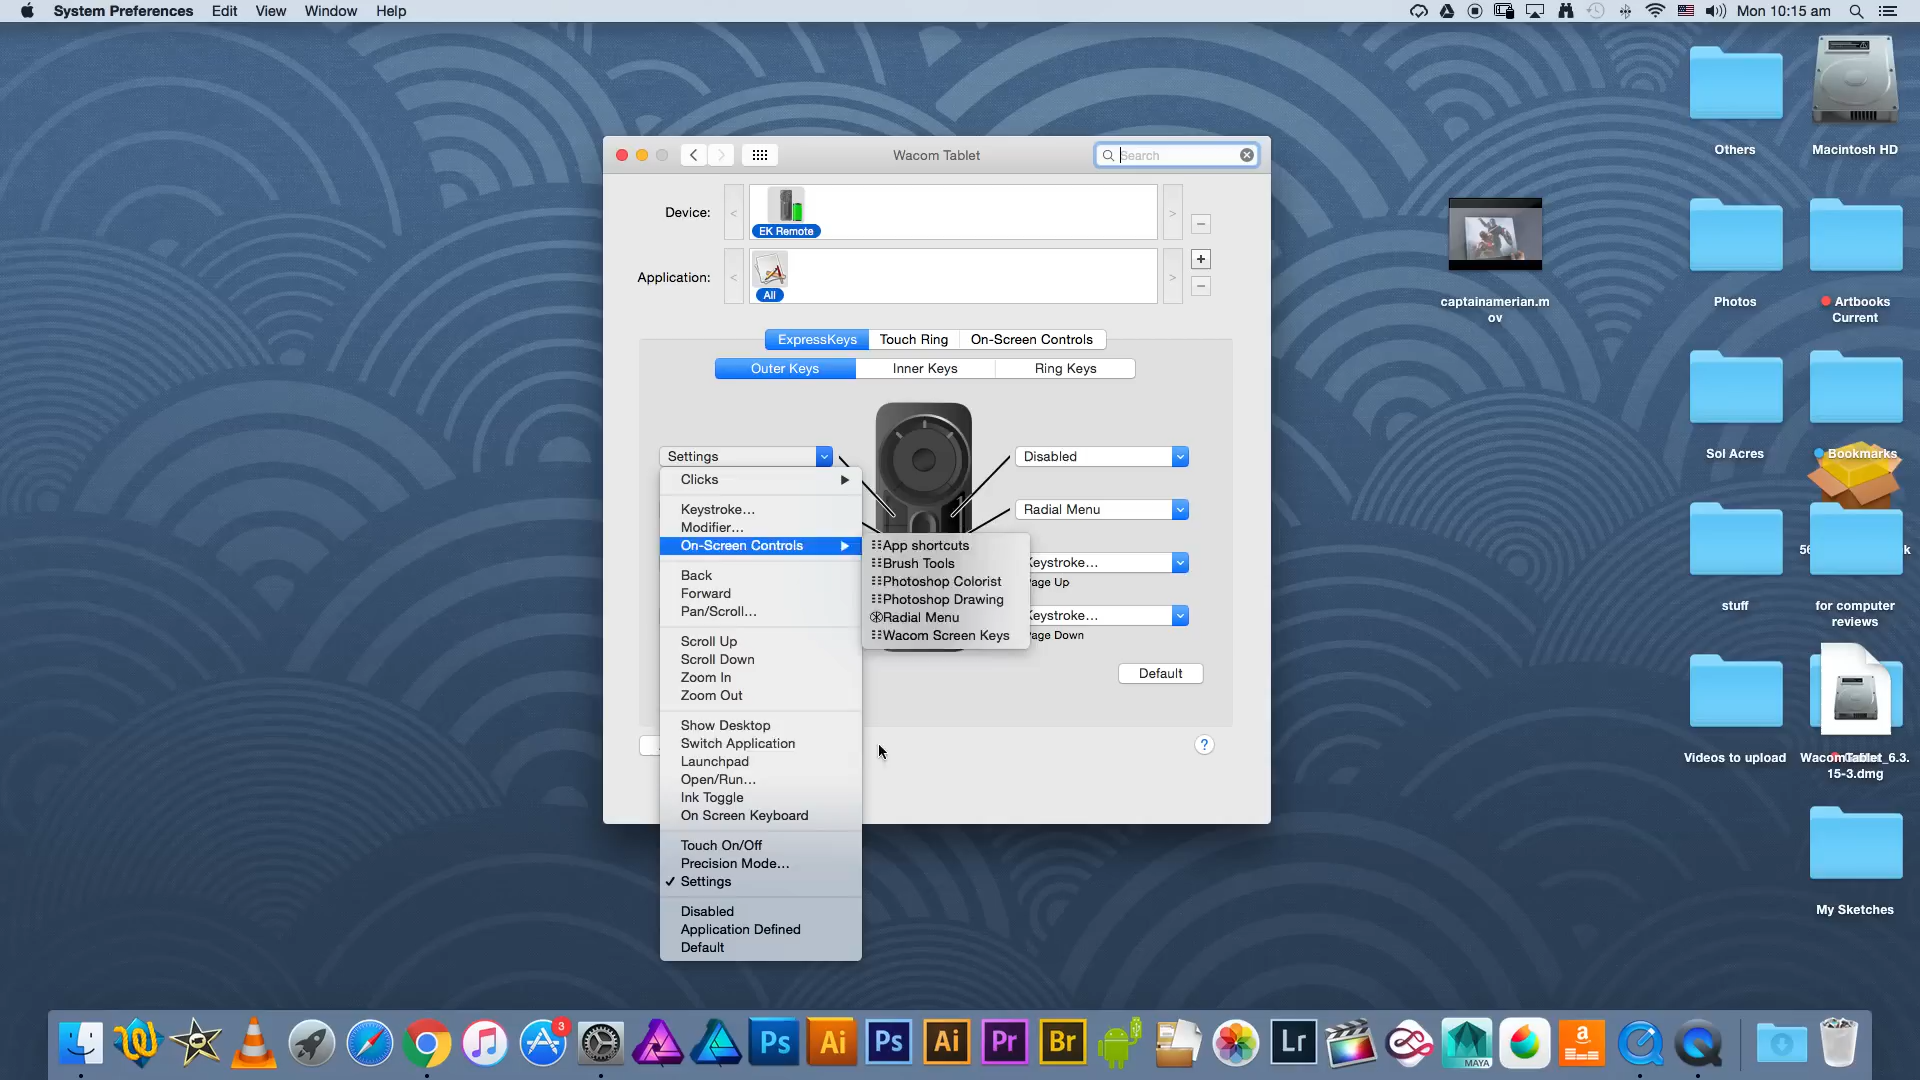 System Preferences Edit View Window Help
Mon 10:15 am
Others
Macintosh HD
captainamerian.m
ov
Photos
Artbooks
Current
Sol Acres
Bookmarks
stuff
for computer
reviews
Videos to upload
15-3.dmg
My Sketches
Wacom Tablet
Search
Device:
EK Remote
Application:
All
ExpressKeys Touch Ring On-Screen Controls
Outer Keys Inner Keys Ring Keys
Settings
Disabled
Radial Menu
Keystroke...
Page Up
Keystroke...
Page Down
Default
?
Clicks
Keystroke...
Modifier...
On-Screen Controls
Back
Forward
Pan/Scroll...
Scroll Up
Scroll Down
Zoom In
Zoom Out
Show Desktop
Switch Application
Launchpad
Open/Run...
Ink Toggle
On Screen Keyboard
Touch On/Off
Precision Mode...
Settings
Disabled
Application Defined
Default
App shortcuts
Brush Tools
Photoshop Colorist
Photoshop Drawing
Radial Menu
Wacom Screen Keys
3
Ps Ai Ps Ai Pr Br Lr
MAYA
a
amazon